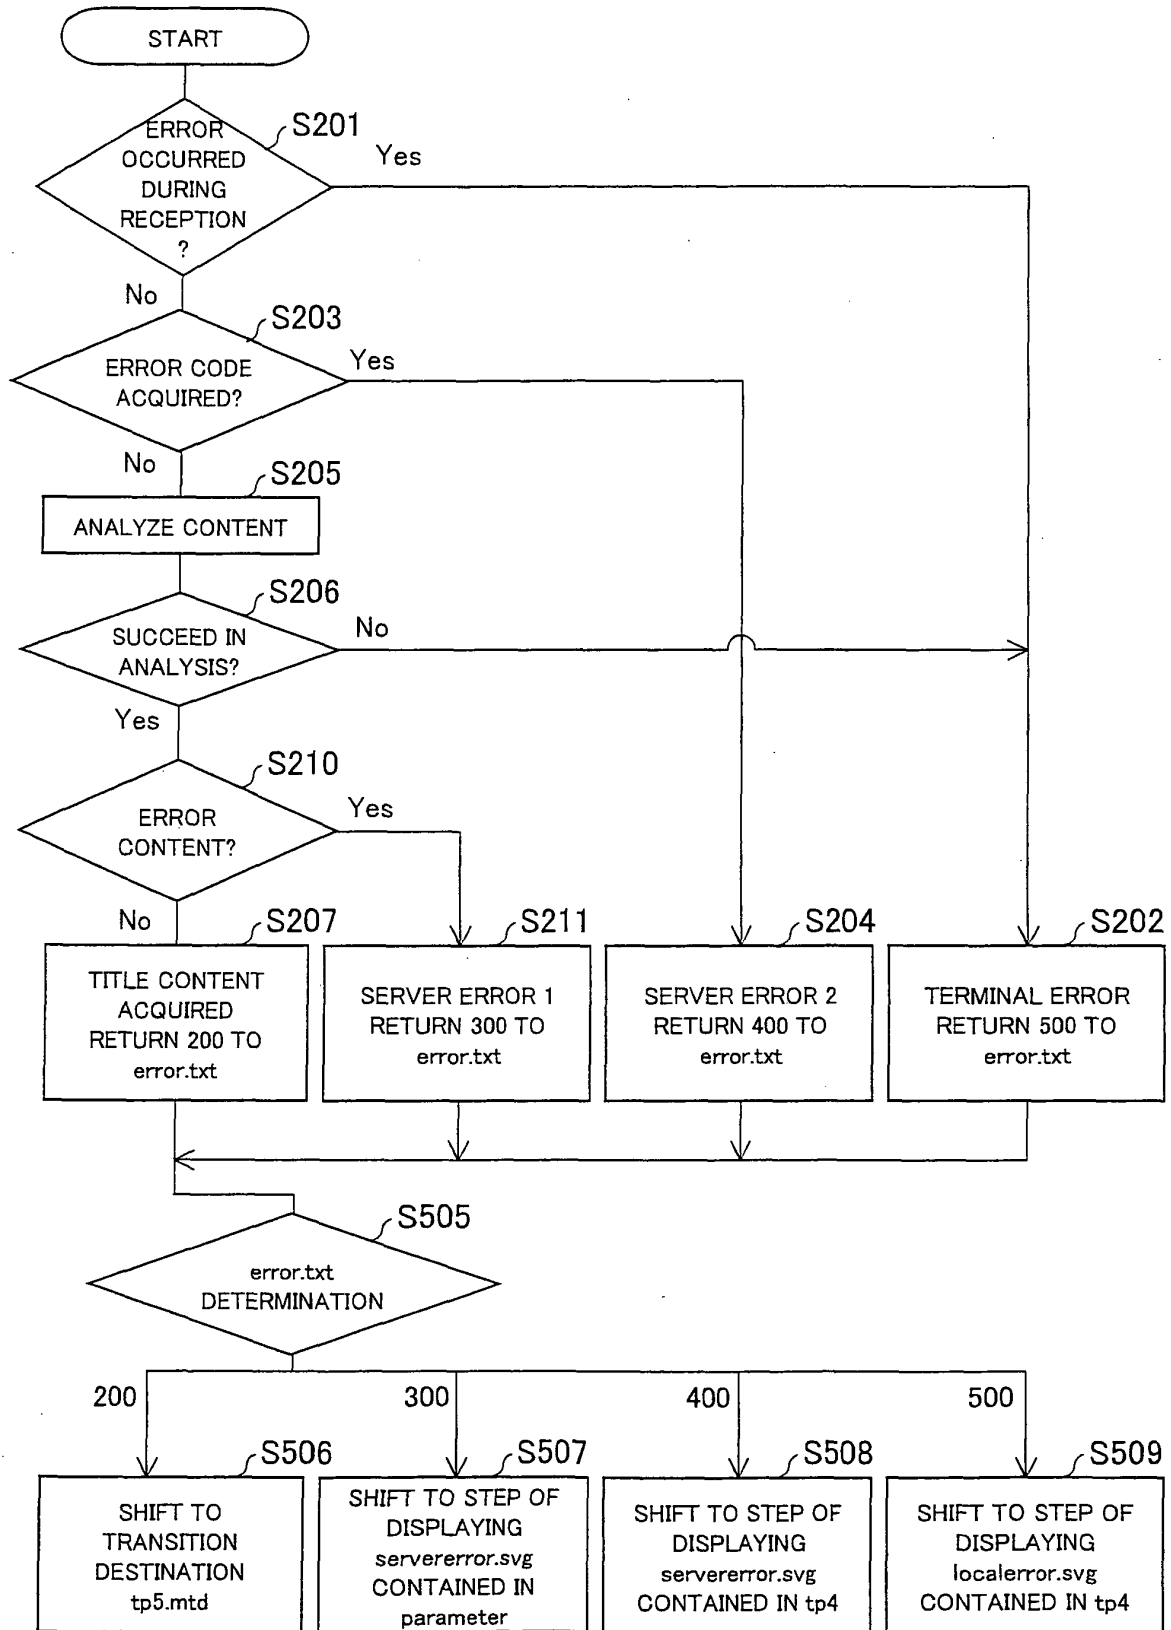 START
S201
ERROR
OCCURRED
DURING
RECEPTION
?
Yes
No
S203
ERROR CODE
ACQUIRED?
Yes
No
S205
ANALYZE CONTENT
S206
SUCCEED IN
ANALYSIS?
No
Yes
S210
ERROR
CONTENT?
Yes
No
S207
TITLE CONTENT
ACQUIRED
RETURN 200 TO
error.txt
S211
SERVER ERROR 1
RETURN 300 TO
error.txt
S204
SERVER ERROR 2
RETURN 400 TO
error.txt
S202
TERMINAL ERROR
RETURN 500 TO
error.txt
S505
error.txt
DETERMINATION
200
300
400
500
S506
SHIFT TO
TRANSITION
DESTINATION
tp5.mtd
S507
SHIFT TO STEP OF
DISPLAYING
servererror.svg
CONTAINED IN
parameter
S508
SHIFT TO STEP OF
DISPLAYING
servererror.svg
CONTAINED IN tp4
S509
SHIFT TO STEP OF
DISPLAYING
localerror.svg
CONTAINED IN tp4